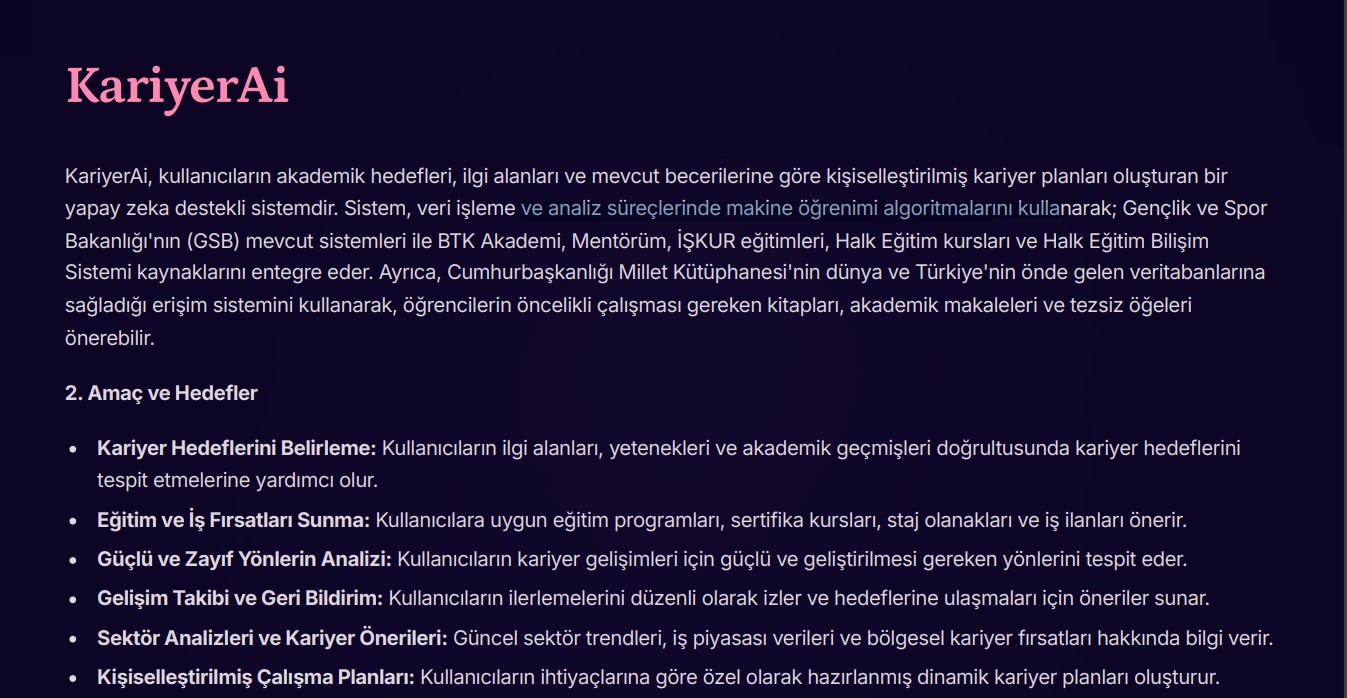 KariyerAi
KariyerAi, kullanıcıların akademik hedefleri, ilgi alanları ve mevcut becerilerine göre kişiselleştirilmiş kariyer planları oluşturan bir
yapay zeka destekli sistemdir. Sistem, veri işleme ve analiz süreçlerinde makine öğrenimi algoritmalarını kullanarak; Gençlik ve Spor
Bakanlığı'nın (GSB) mevcut sistemleri ile BTK Akademi, Mentörüm, İŞKUR eğitimleri, Halk Eğitim kursları ve Halk Eğitim Bilişim
Sistemi kaynaklarını entegre eder. Ayrıca, Cumhurbaşkanlığı Millet Kütüphanesi'nin dünya ve Türkiye'nin önde gelen veritabanlarına
sağladığı erişim sistemini kullanarak, öğrencilerin öncelikli çalışması gereken kitapları, akademik makaleleri ve tezsiz öğeleri
önerebilir.
2. Amaç ve Hedefler
• Kariyer Hedeflerini Belirleme: Kullanıcıların ilgi alanları, yetenekleri ve akademik geçmişleri doğrultusunda kariyer hedeflerini
tespit etmelerine yardımcı olur.
• Eğitim ve İş Fırsatları Sunma: Kullanıcılara uygun eğitim programları, sertifika kursları, staj olanakları ve iş ilanları önerir.
• Güçlü ve Zayıf Yönlerin Analizi: Kullanıcıların kariyer gelişimleri için güçlü ve geliştirilmesi gereken yönlerini tespit eder.
• Gelişim Takibi ve Geri Bildirim: Kullanıcıların ilerlemelerini düzenli olarak izler ve hedeflerine ulaşmaları için öneriler sunar.
• Sektör Analizleri ve Kariyer Önerileri: Güncel sektör trendleri, iş piyasası verileri ve bölgesel kariyer fırsatları hakkında bilgi verir.
• Kişiselleştirilmiş Çalışma Planları: Kullanıcıların ihtiyaçlarına göre özel olarak hazırlanmış dinamik kariyer planları oluşturur.